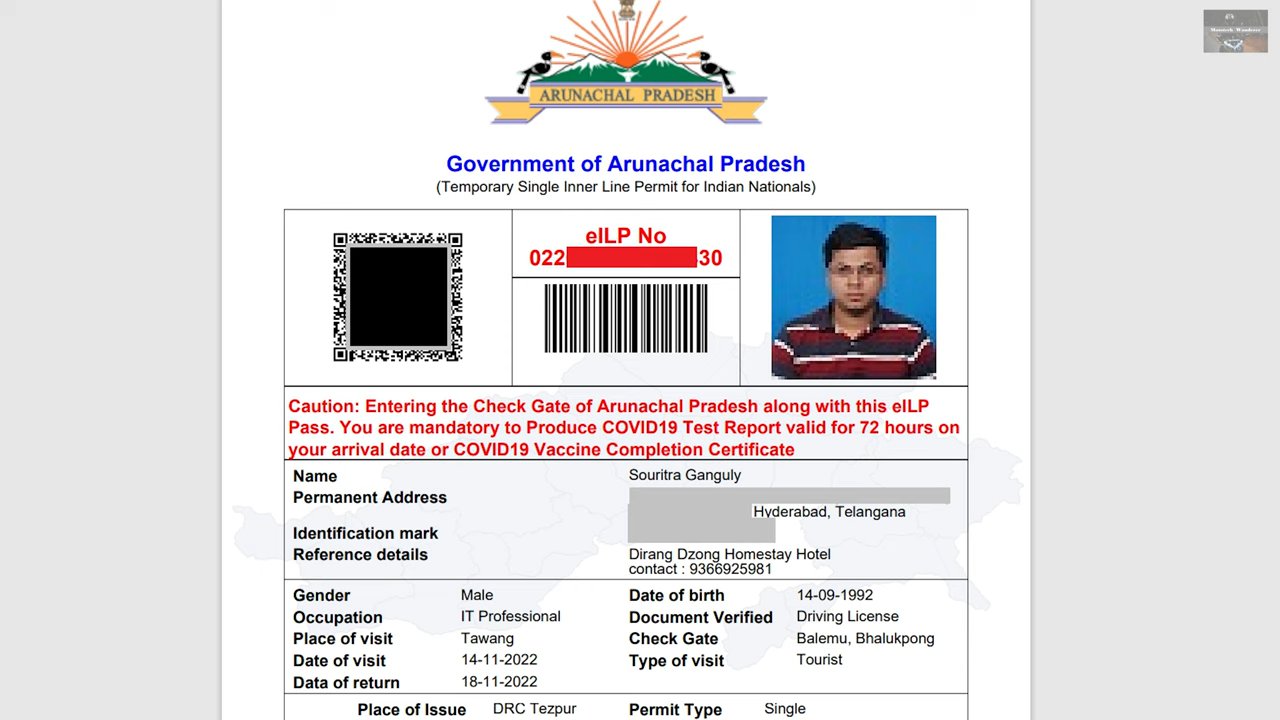 ARUNACHAL PRADESH
Government of Arunachal Pradesh
(Temporary Single Inner Line Permit for Indian Nationals)
eILP No
022 30
Caution: Entering the Check Gate of Arunachal Pradesh along with this eILP
Pass. You are mandatory to Produce COVID19 Test Report valid for 72 hours on
your arrival date or COVID19 Vaccine Completion Certificate
Name Souritra Ganguly
Permanent Address
Hyderabad, Telangana
Identification mark
Reference details Dirang Dzong Homestay Hotel
contact : 9366925981
Gender Male Date of birth 14-09-1992
Occupation IT Professional Document Verified Driving License
Place of visit Tawang Check Gate Balemu, Bhalukpong
Date of visit 14-11-2022 Type of visit Tourist
Data of return 18-11-2022
Place of Issue DRC Tezpur Permit Type Single